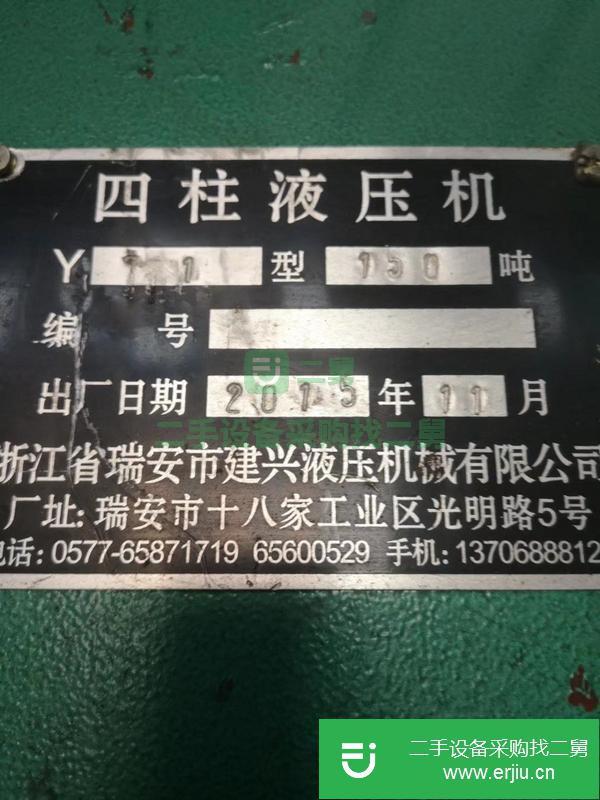 四柱液压机
Y 71 型 150 吨
编 号
出厂日期 2015 年 11 月
二舅
二手设备采购找二舅
浙江省瑞安市建兴液压机械有限公司
厂址:瑞安市十八家工业区光明路5号
电话:0577-65871719 65600529 手机:1370688812
二手设备采购找二舅
www.erjiu.cn